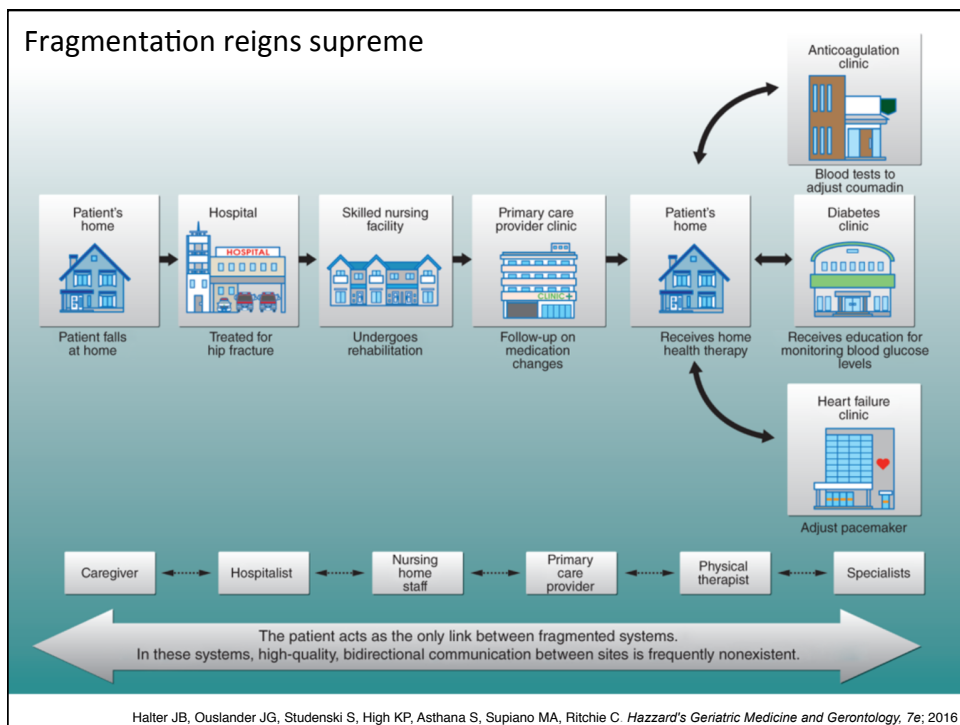 Fragmentation reigns supreme
Anticoagulation
clinic
Blood tests to
adjust coumadin
Patient's
home
Patient falls
at home
Hospital
HOSPITAL
Treated for
hip fracture
Skilled nursing
facility
Undergoes
rehabilitation
Primary care
provider clinic
CLINIC
Follow-up on
medication
changes
Patient's
home
Receives home
health therapy
Diabetes
clinic
Receives education for
monitoring blood glucose
levels
Heart failure
clinic
Adjust pacemaker
Caregiver
Hospitalist
Nursing
home
staff
Primary
care
provider
Physical
therapist
Specialists
The patient acts as the only link between fragmented systems.
In these systems, high-quality, bidirectional communication between sites is frequently nonexistent.
Halter JB, Ouslander JG, Studenski S, High KP, Asthana S, Supiano MA, Ritchie C. Hazzard's Geriatric Medicine and Gerontology, 7e; 2016